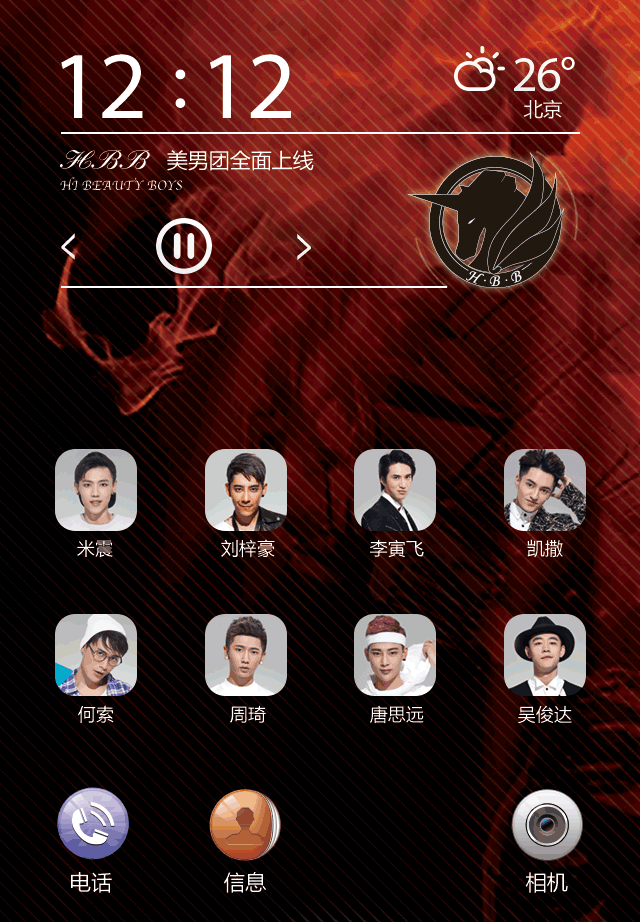 12:12
26°
北京
HBB 美男团全面上线
HI BEAUTY BOYS
H·B·B
米震 刘梓豪 李寅飞 凯撒
何索 周琦 唐思远 吴俊达
电话 信息 相机